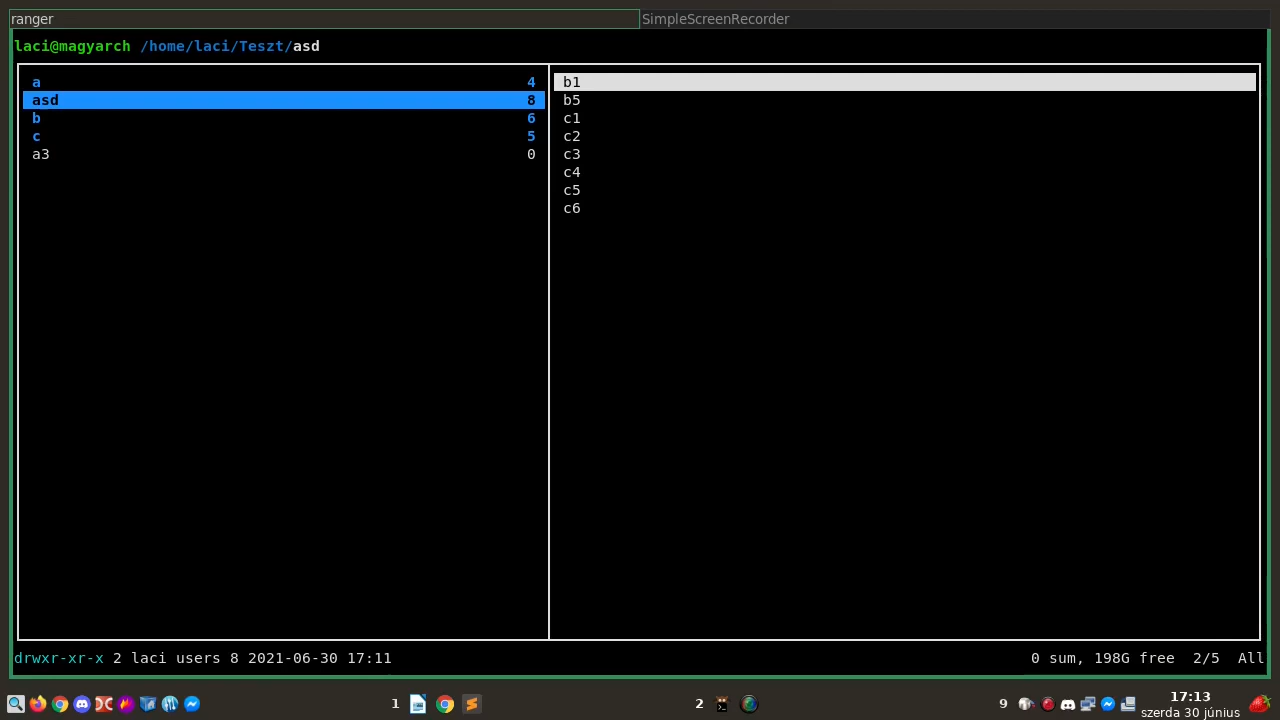 ranger
SimpleScreenRecorder
laci@magyarch /home/laci/Teszt/asd
a 4
asd 8
b 6
c 5
a3 0
b1
b5
c1
c2
c3
c4
c5
c6
drwxr-xr-x 2 laci users 8 2021-06-30 17:11
0 sum, 198G free 2/5 All
1
2
9
17:13
szerda 30 június